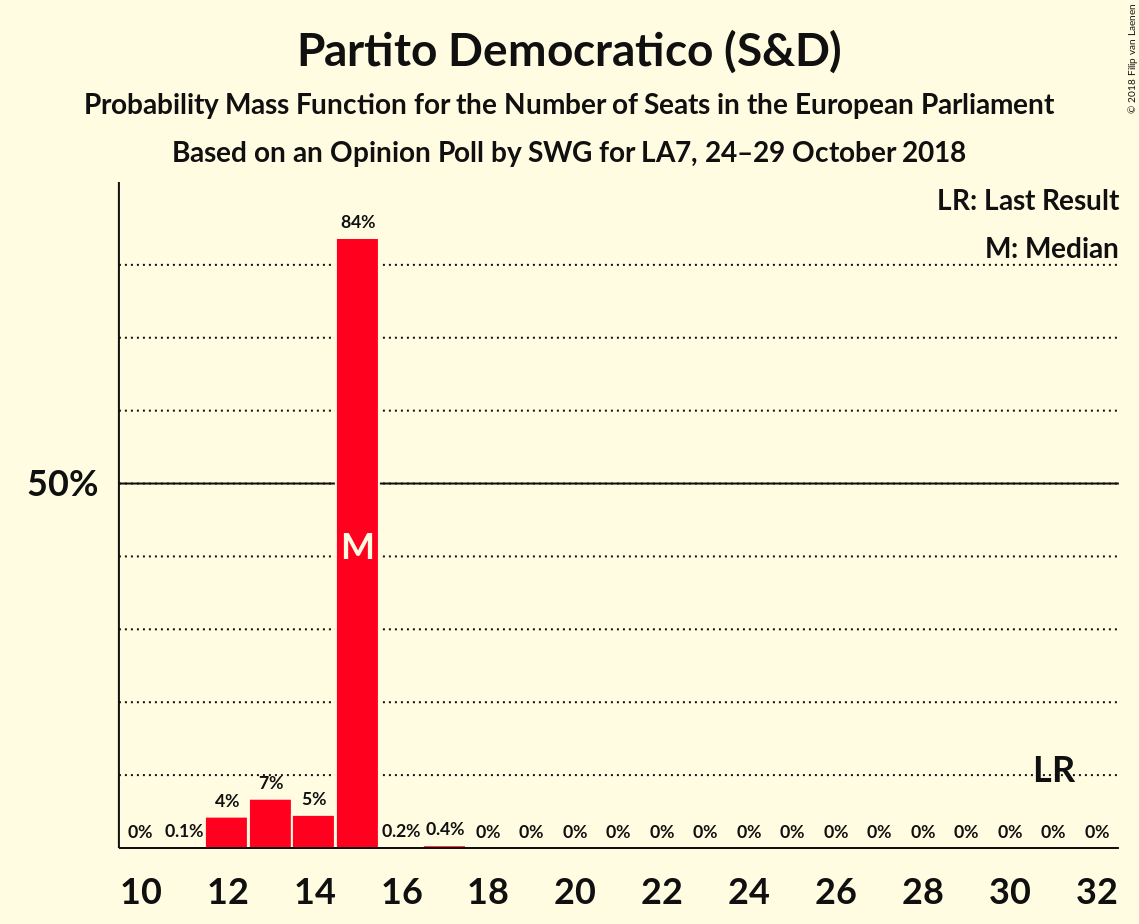 © 2018 Filip van Laenen
Partito Democratico (S&D)
Probability Mass Function for the Number of Seats in the European Parliament
Based on an Opinion Poll by SWG for LA7, 24–29 October 2018
LR: Last Result
M: Median
84%
50%
M
LR
7%
4%
5%
0% 0.1% 0.2% 0.4% 0% 0% 0% 0% 0% 0% 0% 0% 0% 0% 0% 0% 0% 0% 0%
10 12 14 16 18 20 22 24 26 28 30 32